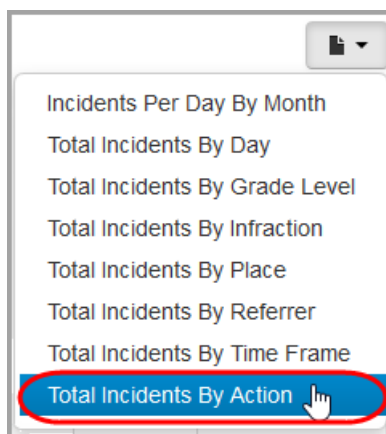 Incidents Per Day By Month
Total Incidents By Day
Total Incidents By Grade Level
Total Incidents By Infraction
Total Incidents By Place
Total Incidents By Referrer
Total Incidents By Time Frame
Total Incidents By Action